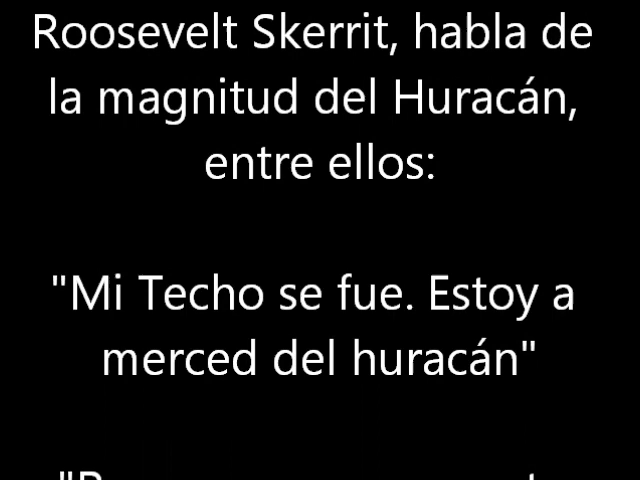 Roosevelt Skerrit, habla de
la magnitud del Huracán,
entre ellos:
"Mi Techo se fue. Estoy a
merced del huracán"